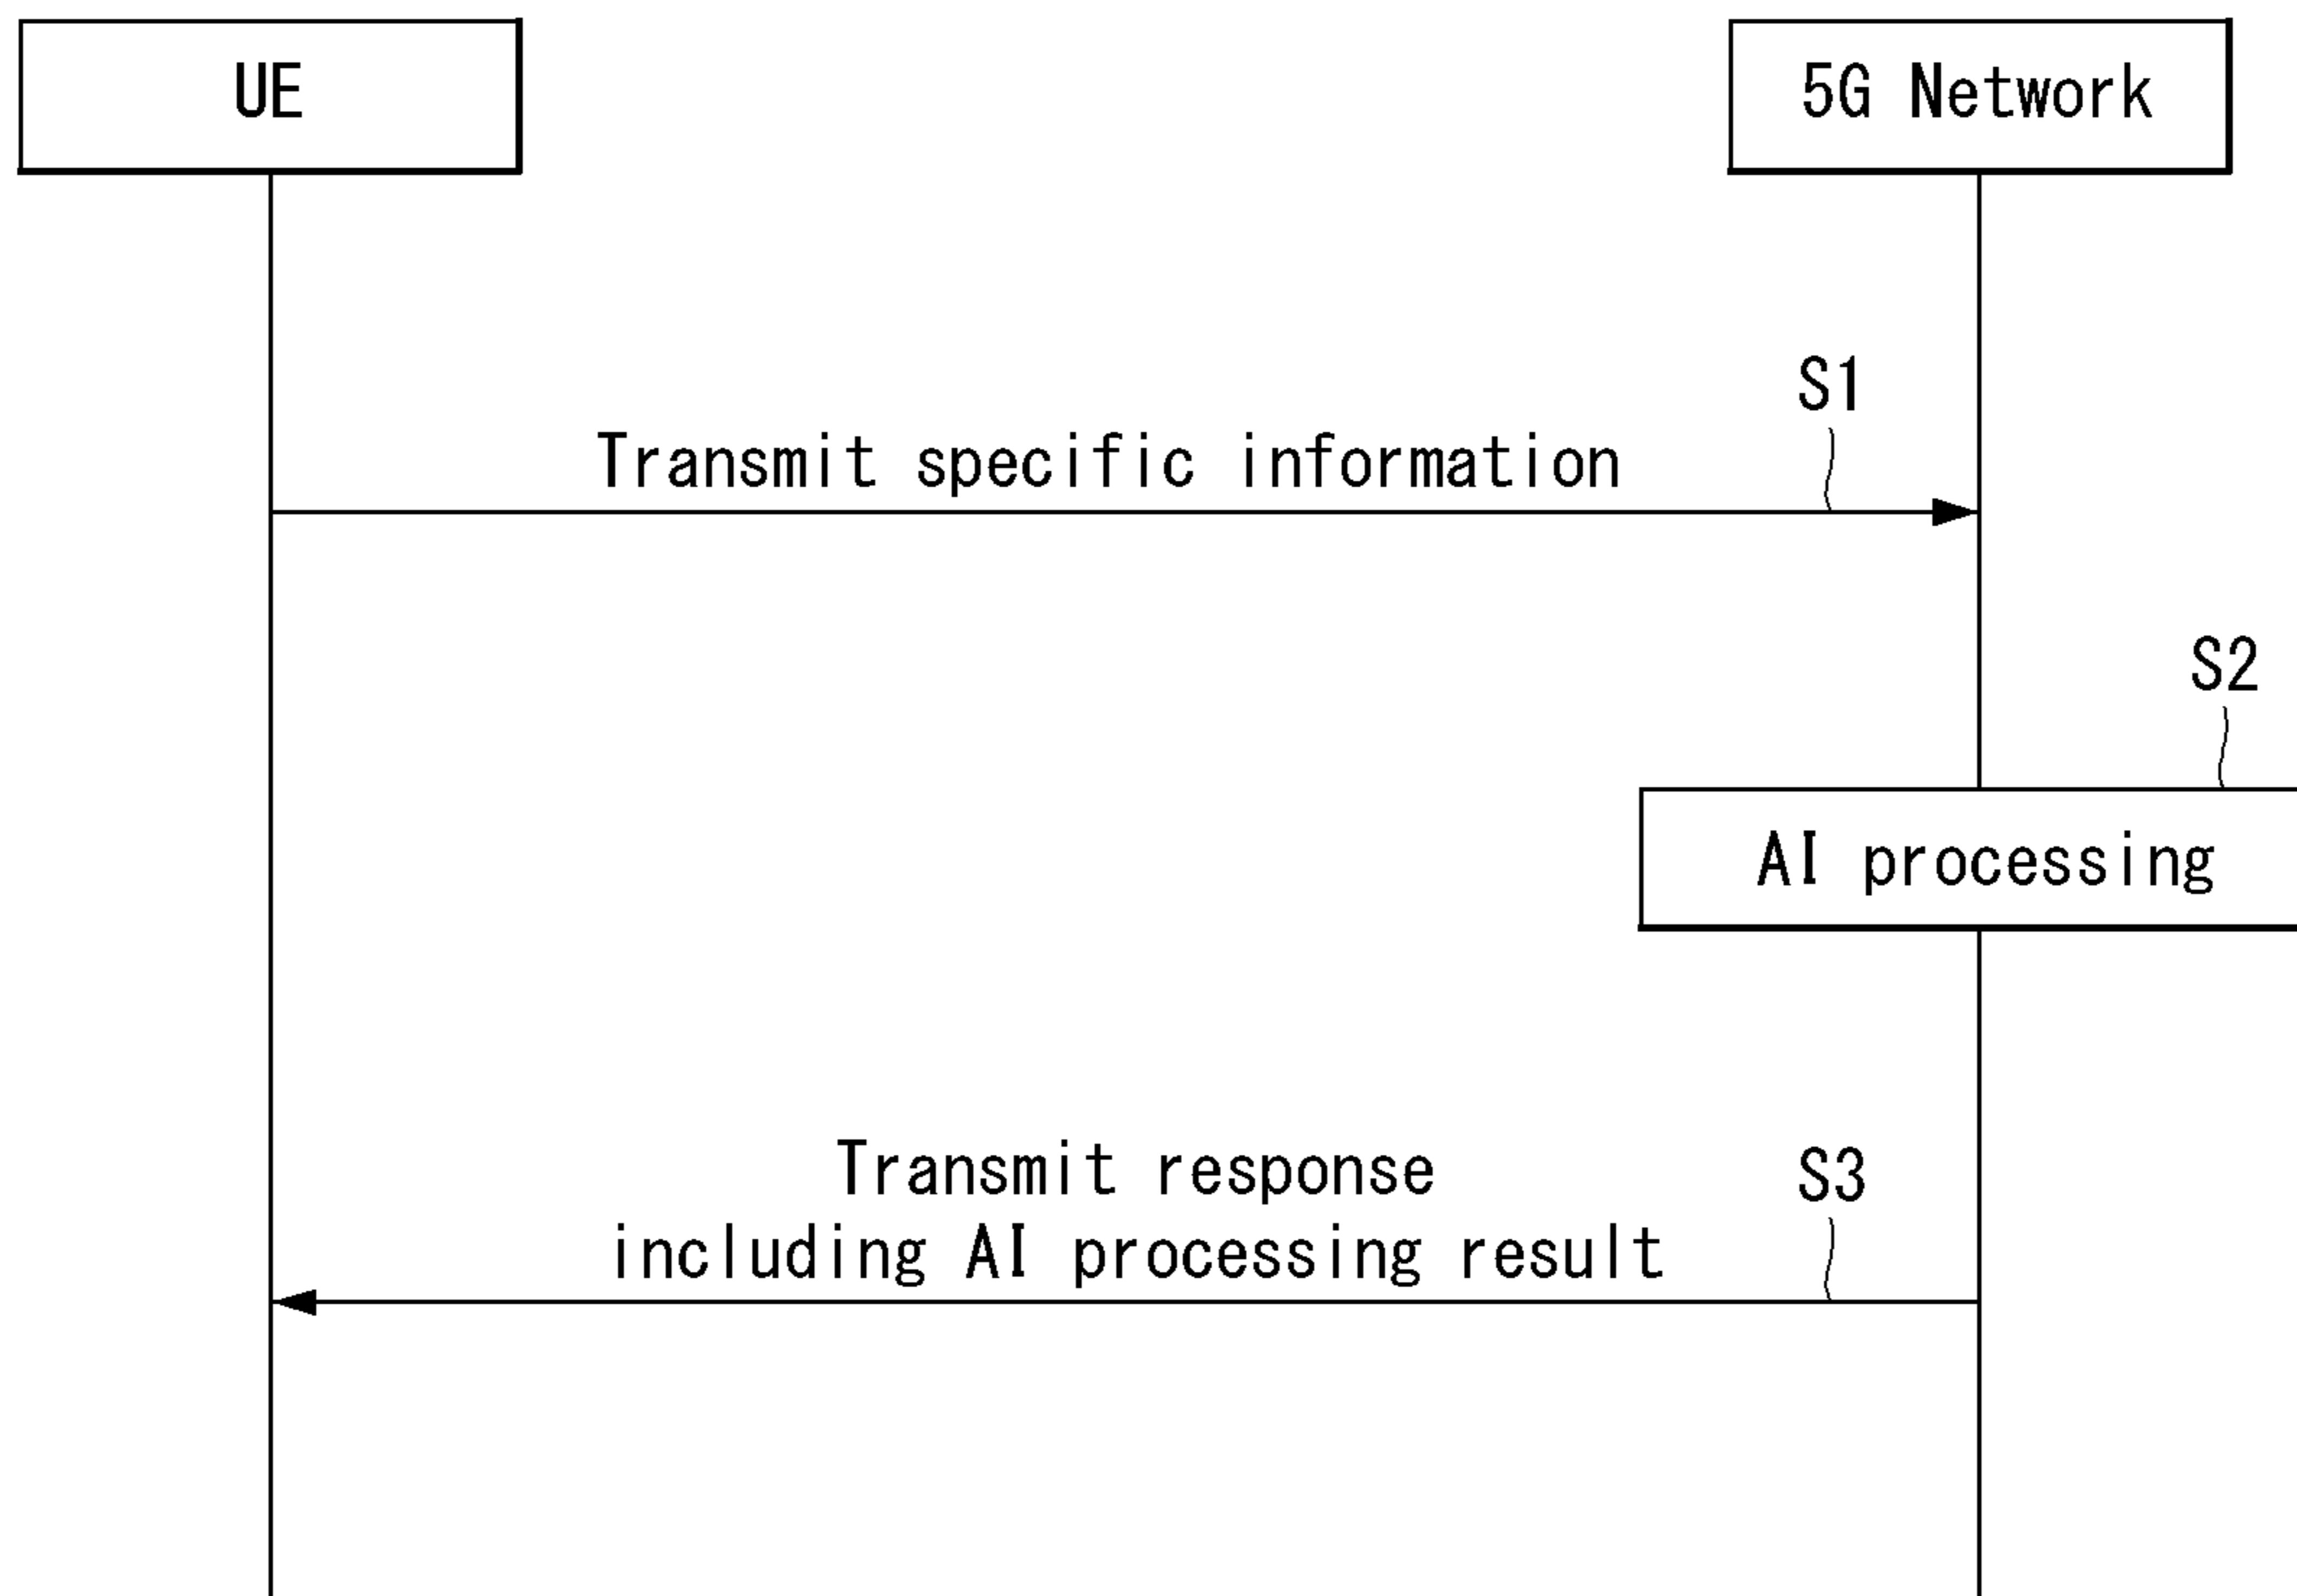 UE
5G Network
S1
Transmit specific information
S2
AI processing
Transmit response
S3
including AI processing result